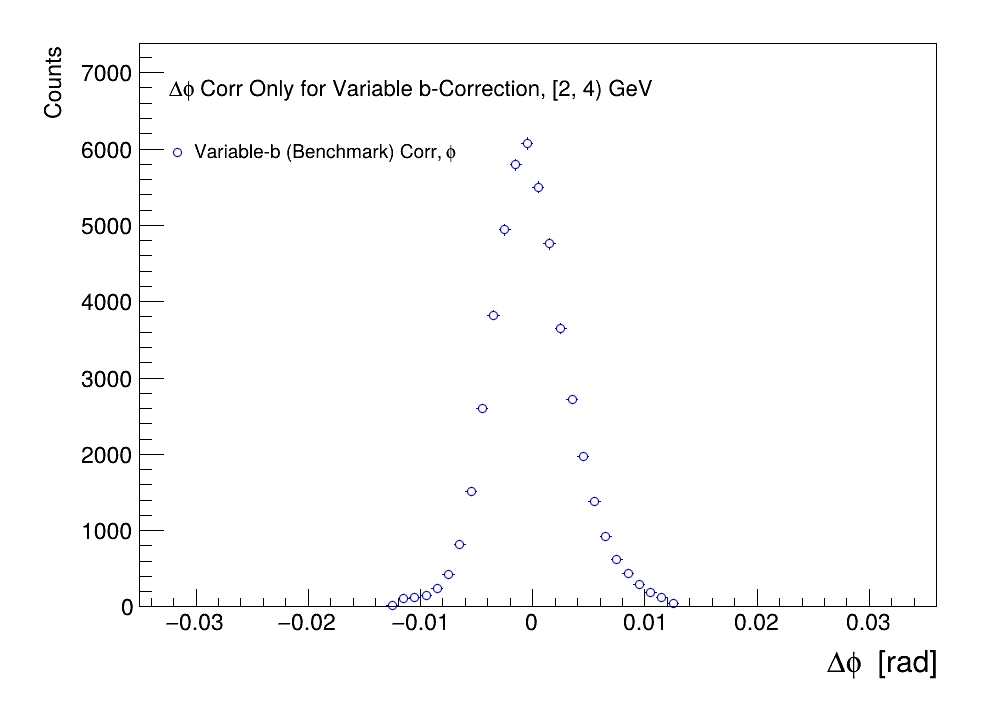 Counts
7000
6000
5000
4000
3000
2000
1000
0
Δϕ Corr Only for Variable b-Correction, [2, 4) GeV
Variable-b (Benchmark) Corr, ϕ
−0.03 −0.02 −0.01 0 0.01 0.02 0.03
Δϕ [rad]